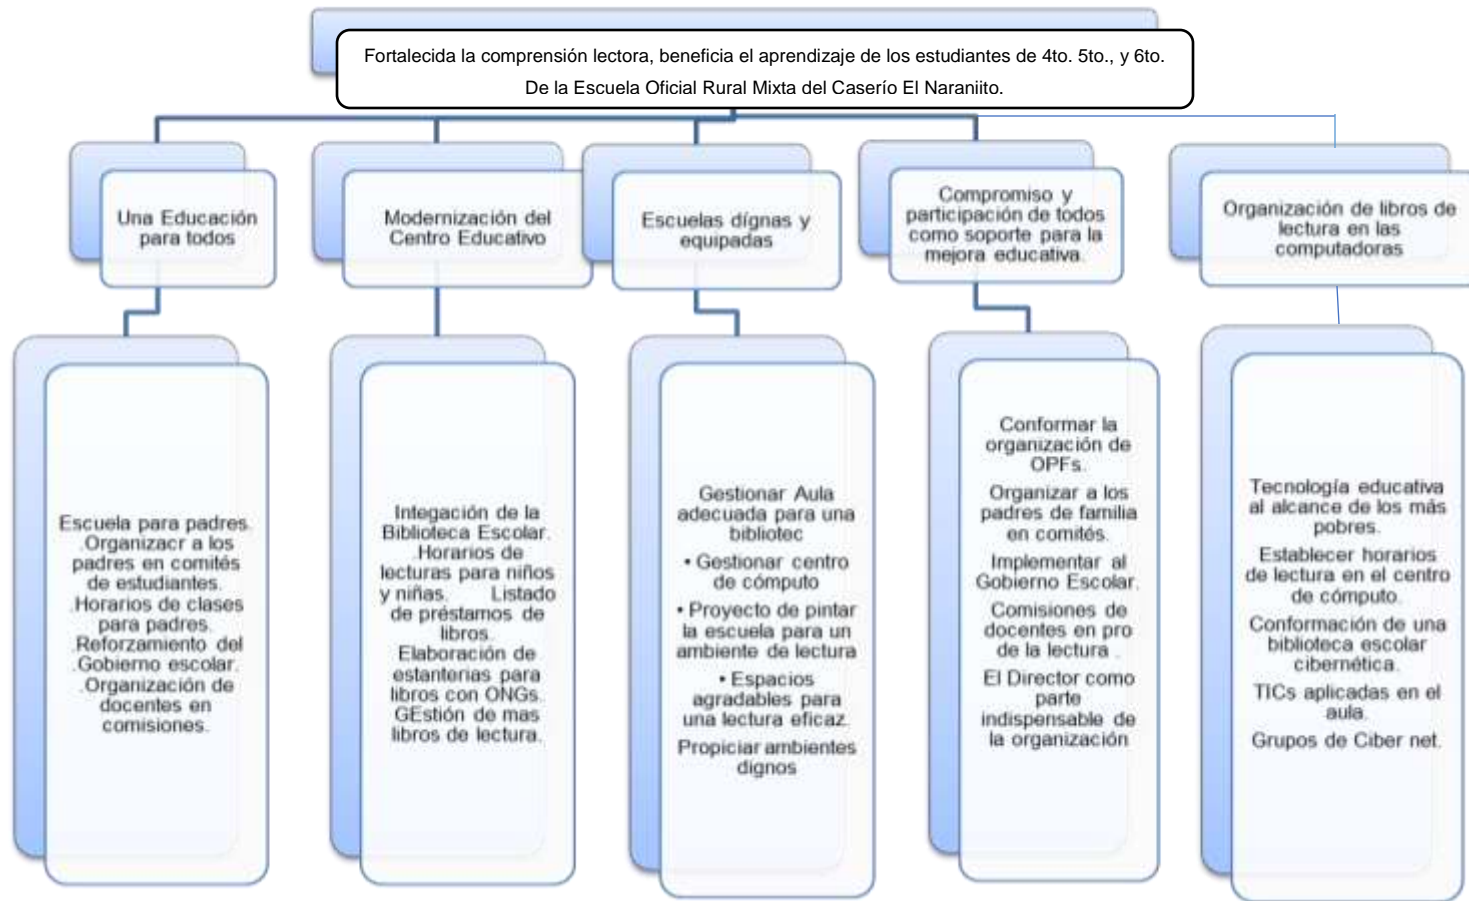 Fortalecida la comprensión lectora, beneficia el aprendizaje de los estudiantes de 4to. 5to., y 6to.
De la Escuela Oficial Rural Mixta del Caserío El Naraniito.
Una Educación
para todos
Modernización del
Centro Educativo
Escuelas dígnas y
equipadas
Compromiso y
participación de todos
como soporte para la
mejora educativa.
Organización de libros de
lectura en las
computadoras
Escuela para padres.
.Organizacr a los
padres en comités
de estudiantes.
.Horarios de clases
para padres.
.Reforzamiento del
.Gobierno escolar.
.Organización de
docentes en
comisiones.
Integación de la
Biblioteca Escolar.
.Horarios de
lecturas para niños
y niñas. Listado
de préstamos de
libros.
Elaboración de
estanterias para
libros con ONGs.
GEstión de mas
libros de lectura.
Gestionar Aula
adecuada para una
bibliotec
• Gestionar centro
de cómputo
• Proyecto de pintar
la escuela para un
ambiente de lectura
• Espacios
agradables para
una lectura eficaz.
Propiciar ambientes
dignos
Conformar la
organización de
OPFs.
Organizar a los
padres de familia
en comités.
Implementar al
Gobierno Escolar.
Comisiones de
docentes en pro
de la lectura .
El Director como
parte
indispensable de
la organización
Tecnología educativa
al alcance de los más
pobres.
Establecer horarios
de lectura en el centro
de cómputo.
Conformación de una
biblioteca escolar
cibernética.
TICs aplicadas en el
aula.
Grupos de Ciber net.